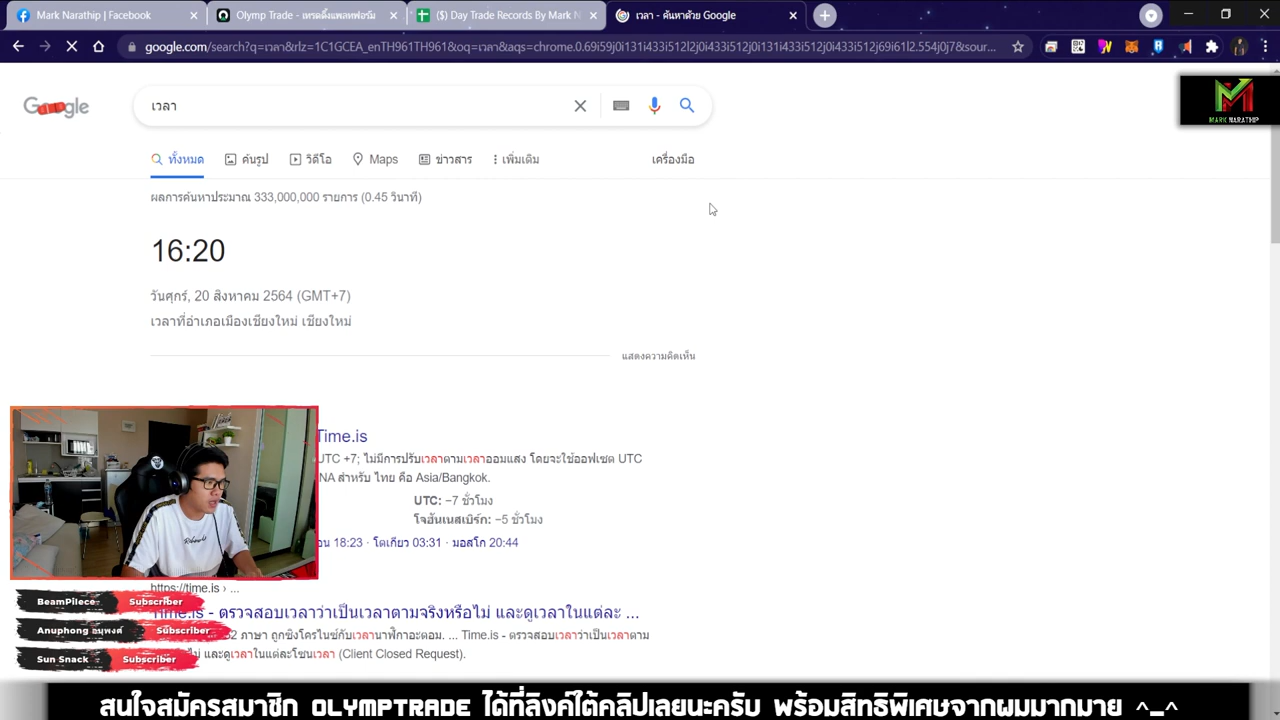 Mark Narathip | Facebook
Olymp Trade - เทรดดิ้งแพลทฟอร์ม
($) Day Trade Records By Mark N
เวลา - ค้นหาด้วย Google
google.com/search?q=เวลา&rlz=1C1GCEA_enTH961TH961&oq=เวลา&aqs=chrome.0.69i59j0i131i433i512l2j0i433i512j0i131i433i512j0i433i512j69i61l2.554j0j7&sour...
Google
เวลา
MARK NARATHIP
ทั้งหมด
ค้นรูป
วิดีโอ
Maps
ข่าวสาร
เพิ่มเติม
เครื่องมือ
ผลการค้นหาประมาณ 333,000,000 รายการ (0.45 วินาที)
16:20
วันศุกร์, 20 สิงหาคม 2564 (GMT+7)
เวลาที่อำเภอเมืองเชียงใหม่ เชียงใหม่
แสดงความคิดเห็น
Time.is
UTC +7; ไม่มีการปรับเวลาตามเวลาออมแสง โดยจะใช้ออฟเซต UTC
NA สำหรับ ไทย คือ Asia/Bangkok.
UTC: −7 ชั่วโมง
โจฮันเนสเบิร์ก: −5 ชั่วโมง
18:23 · โตเกียว 03:31 · มอสโก 20:44
https://time.is › ...
Time.is - ตรวจสอบเวลาว่าเป็นเวลาตามจริงหรือไม่ และดูเวลาในแต่ละ ...
ภาษา ถูกซิงโครไนซ์กับเวลานาฬิกาอะตอม. ... Time.is - ตรวจสอบเวลาว่าเป็นเวลาตาม
และดูเวลาในแต่ละโซนเวลา (Client Closed Request).
BeamPiece Subscriber
Anuphong อนุพงศ์ Subscriber
Sun Snack Subscriber
สนใจสมัครสมาชิก OLYMPTRADE ได้ที่ลิงค์ใต้คลิปเลยนะครับ พร้อมสิทธิพิเศษจากผมมากมาย ^_^